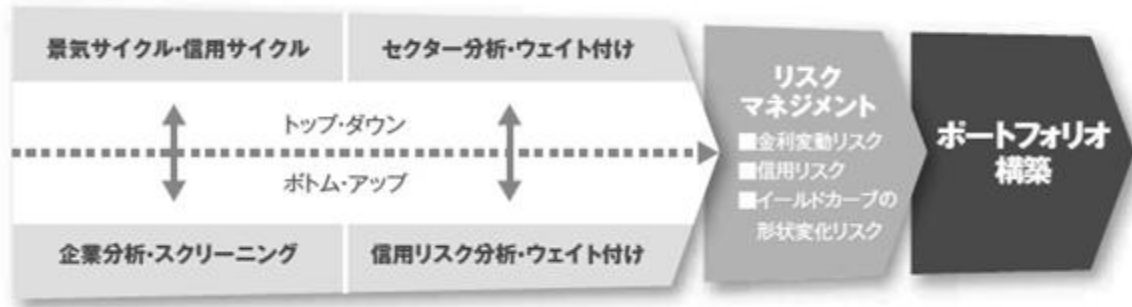 景気サイクル・信用サイクル
セクター分析・ウェイト付け
トップ・ダウン
ボトム・アップ
企業分析・スクリーニング
信用リスク分析・ウェイト付け
リスク
マネジメント
■金利変動リスク
■信用リスク
■イールドカーブの
形状変化リスク
ポートフォリオ
構築